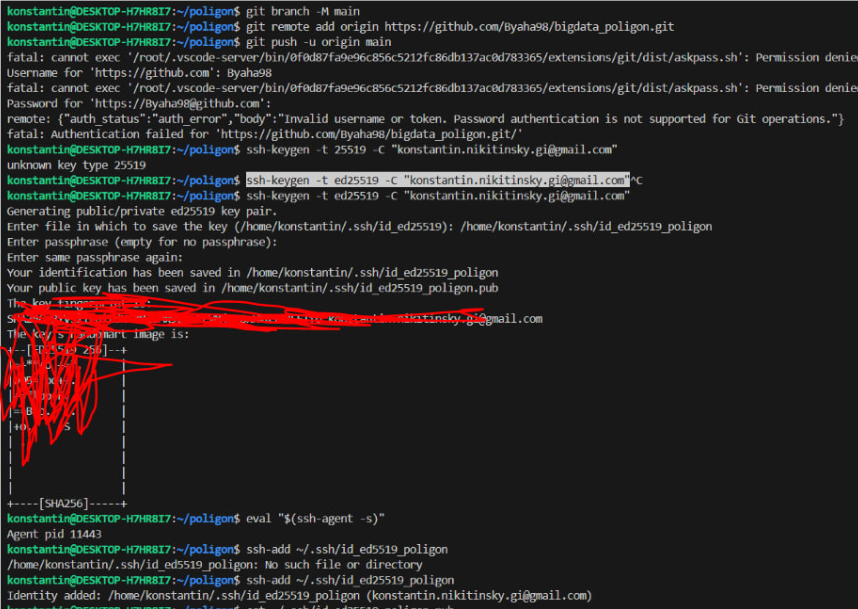 konstantin@DESKTOP-H7HR8I7:~/poligon$ git branch -M main
konstantin@DESKTOP-H7HR8I7:~/poligon$ git remote add origin https://github.com/Byaha98/bigdata_poligon.git
konstantin@DESKTOP-H7HR8I7:~/poligon$ git push -u origin main
fatal: cannot exec '/root/.vscode-server/bin/0f0d87fa9e96c856c5212fc86db137ac0d783365/extensions/git/dist/askpass.sh': Permission denied
Username for 'https://github.com': Byaha98
fatal: cannot exec '/root/.vscode-server/bin/0f0d87fa9e96c856c5212fc86db137ac0d783365/extensions/git/dist/askpass.sh': Permission denied
Password for 'https://Byaha98@github.com':
remote: {"auth_status":"auth_error","body":"Invalid username or token. Password authentication is not supported for Git operations."}
fatal: Authentication failed for 'https://github.com/Byaha98/bigdata_poligon.git/'
konstantin@DESKTOP-H7HR8I7:~/poligon$ ssh-keygen -t 25519 -C "konstantin.nikitinsky.gi@gmail.com"
unknown key type 25519
konstantin@DESKTOP-H7HR8I7:~/poligon$ ssh-keygen -t ed25519 -C "konstantin.nikitinsky.gi@gmail.com"^C
konstantin@DESKTOP-H7HR8I7:~/poligon$ ssh-keygen -t ed25519 -C "konstantin.nikitinsky.gi@gmail.com"
Generating public/private ed25519 key pair.
Enter file in which to save the key (/home/konstantin/.ssh/id_ed25519): /home/konstantin/.ssh/id_ed25519_poligon
Enter passphrase (empty for no passphrase):
Enter same passphrase again:
Your identification has been saved in /home/konstantin/.ssh/id_ed25519_poligon
Your public key has been saved in /home/konstantin/.ssh/id_ed25519_poligon.pub
The key fingerprint is:
konstantin.nikitinsky.gi@gmail.com
The key's randomart image is:
+--[ED25519 256]--+
+----[SHA256]-----+
konstantin@DESKTOP-H7HR8I7:~/poligon$ eval "$(ssh-agent -s)"
Agent pid 11443
konstantin@DESKTOP-H7HR8I7:~/poligon$ ssh-add ~/.ssh/id_ed5519_poligon
/home/konstantin/.ssh/id_ed5519_poligon: No such file or directory
konstantin@DESKTOP-H7HR8I7:~/poligon$ ssh-add ~/.ssh/id_ed25519_poligon
Identity added: /home/konstantin/.ssh/id_ed25519_poligon (konstantin.nikitinsky.gi@gmail.com)